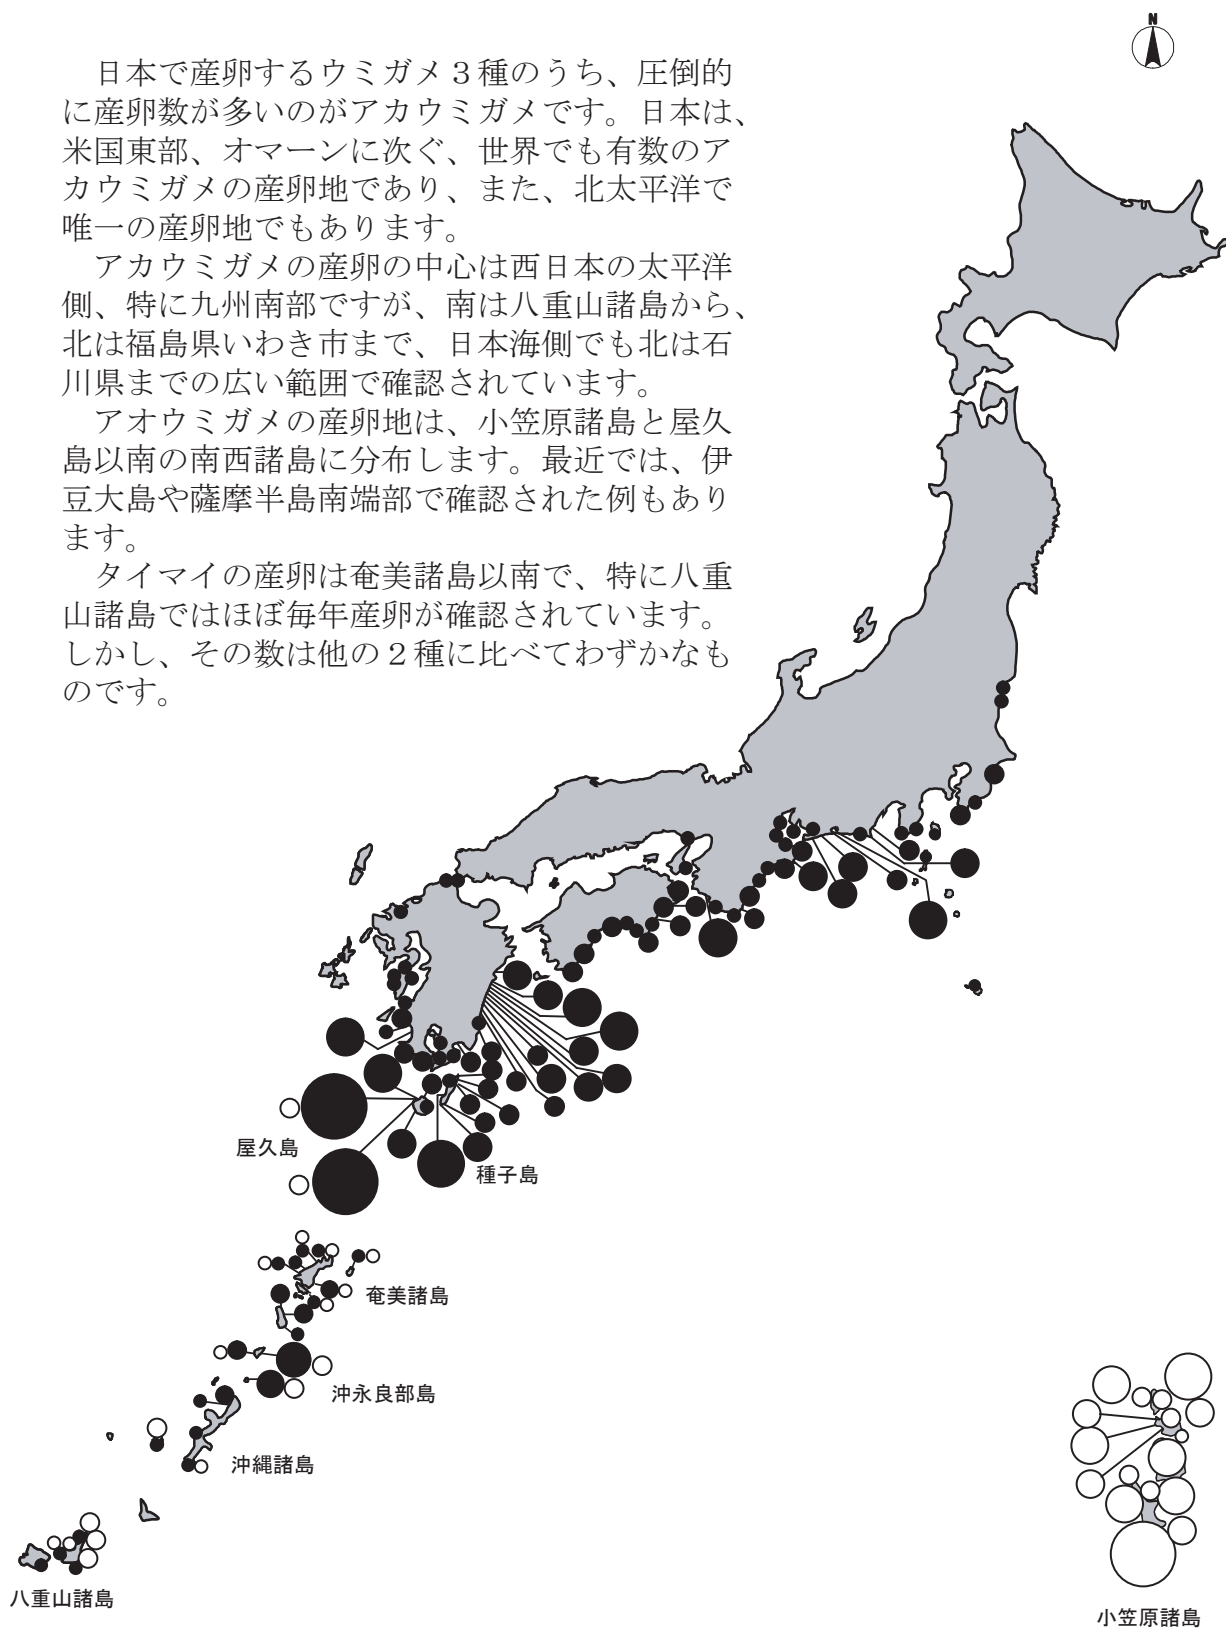 N
日本で産卵するウミガメ３種のうち、圧倒的
に産卵数が多いのがアカウミガメです。日本は、
米国東部、オマーンに次ぐ、世界でも有数のア
カウミガメの産卵地であり、また、北太平洋で
唯一の産卵地でもあります。
アカウミガメの産卵の中心は西日本の太平洋
側、特に九州南部ですが、南は八重山諸島から、
北は福島県いわき市まで、日本海側でも北は石
川県までの広い範囲で確認されています。
アオウミガメの産卵地は、小笠原諸島と屋久
島以南の南西諸島に分布します。最近では、伊
豆大島や薩摩半島南端部で確認された例もあり
ます。
タイマイの産卵は奄美諸島以南で、特に八重
山諸島ではほぼ毎年産卵が確認されています。
しかし、その数は他の２種に比べてわずかなも
のです。
屋久島
種子島
奄美諸島
沖永良部島
沖縄諸島
八重山諸島
小笠原諸島